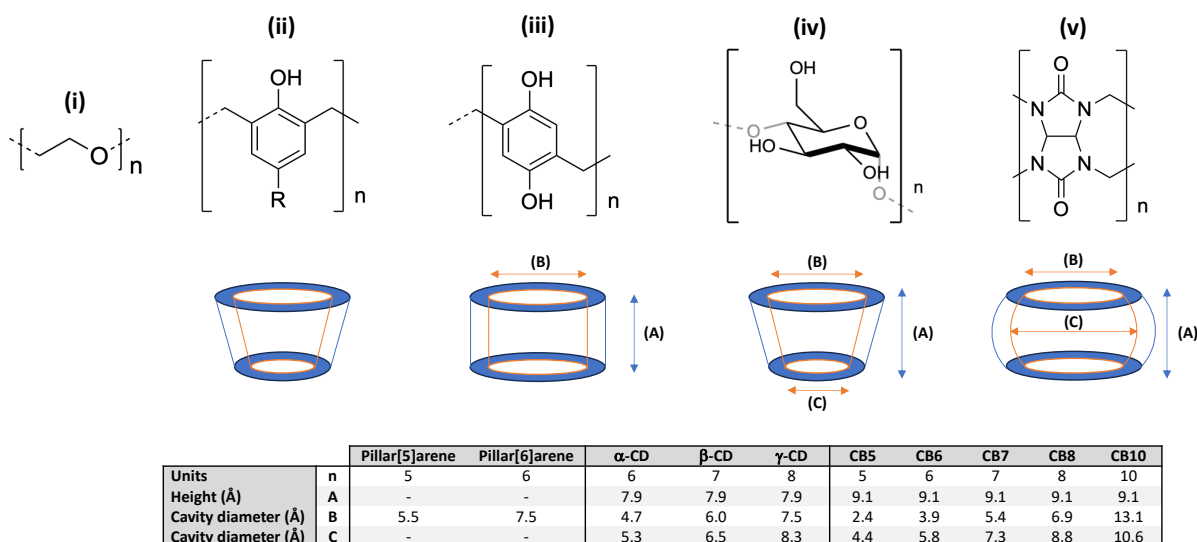 (i)
(ii)
(iii)
(iv)
(v)
O
n
OH
R
n
OH
OH
n
OH
O
O
HO
OH
O
n
O
N
N
N
N
O
n
(B)
(A)
(B)
(A)
(C)
(B)
(C)
(A)
Pillar[5]arene Pillar[6]arene α-CD β-CD γ-CD CB5 CB6 CB7 CB8 CB10
Units n 5 6 6 7 8 5 6 7 8 10
Height (Å) A - - 7.9 7.9 7.9 9.1 9.1 9.1 9.1 9.1
Cavity diameter (Å) B 5.5 7.5 4.7 6.0 7.5 2.4 3.9 5.4 6.9 13.1
Cavity diameter (Å) C - - 5.3 6.5 8.3 4.4 5.8 7.3 8.8 10.6